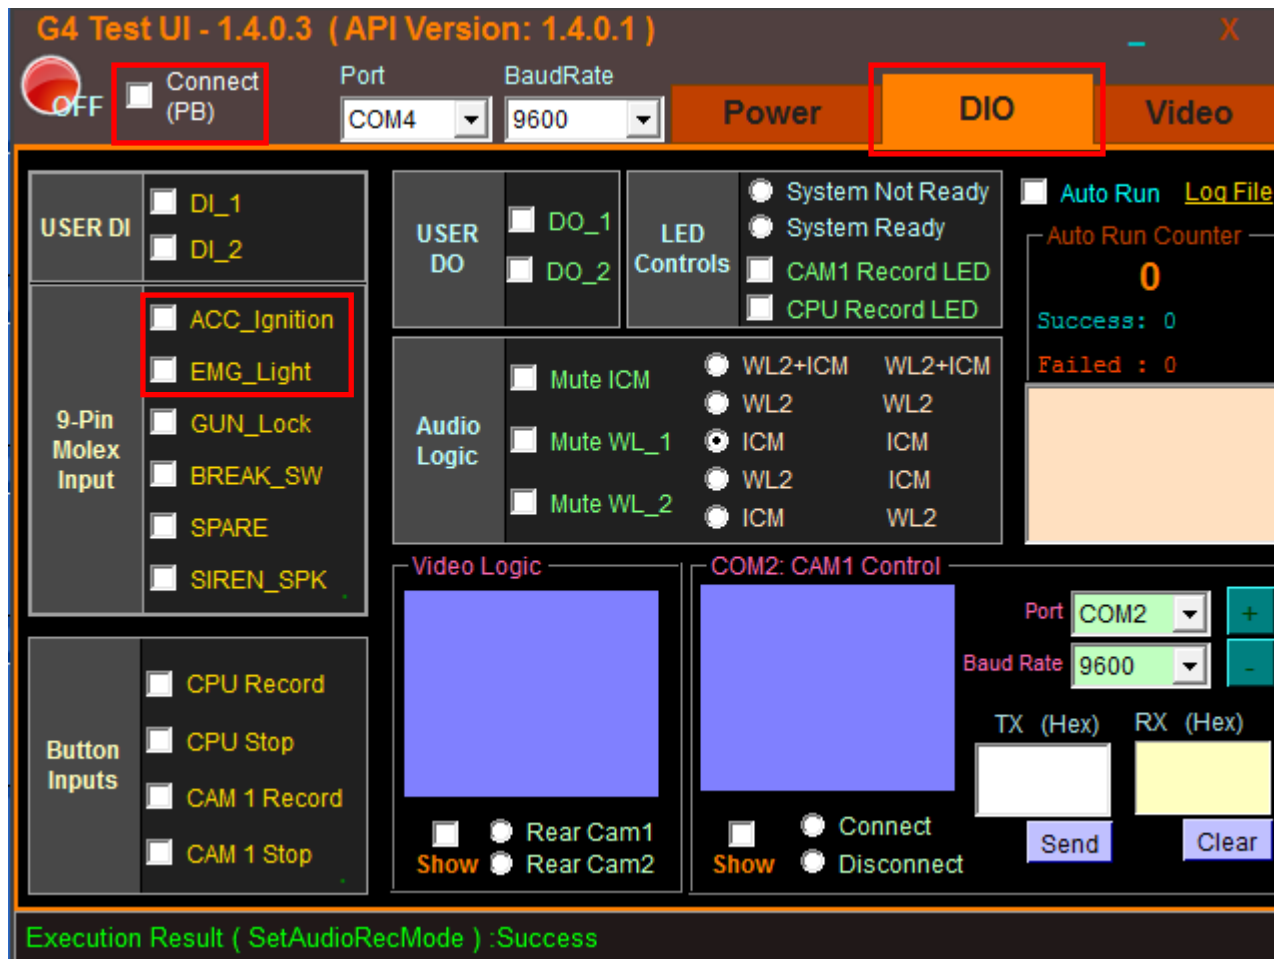 G4 Test UI - 1.4.0.3 ( API Version: 1.4.0.1 )
_ X
OFF
Connect
(PB)
Port
COM4
BaudRate
9600
Power
DIO
Video
USER DI
DI_1
DI_2
9-Pin
Molex
Input
ACC_Ignition
EMG_Light
GUN_Lock
BREAK_SW
SPARE
SIREN_SPK
Button
Inputs
CPU Record
CPU Stop
CAM 1 Record
CAM 1 Stop
USER
DO
DO_1
DO_2
LED
Controls
System Not Ready
System Ready
CAM1 Record LED
CPU Record LED
Auto Run Log File
Auto Run Counter
0
Success: 0
Failed : 0
Audio
Logic
Mute ICM
Mute WL_1
Mute WL_2
WL2+ICM WL2+ICM
WL2 WL2
ICM ICM
WL2 ICM
ICM WL2
Video Logic
Show
Rear Cam1
Rear Cam2
COM2: CAM1 Control
Port COM2 +
Baud Rate 9600 -
TX (Hex) RX (Hex)
Send Clear
Show
Connect
Disconnect
Execution Result ( SetAudioRecMode ) :Success